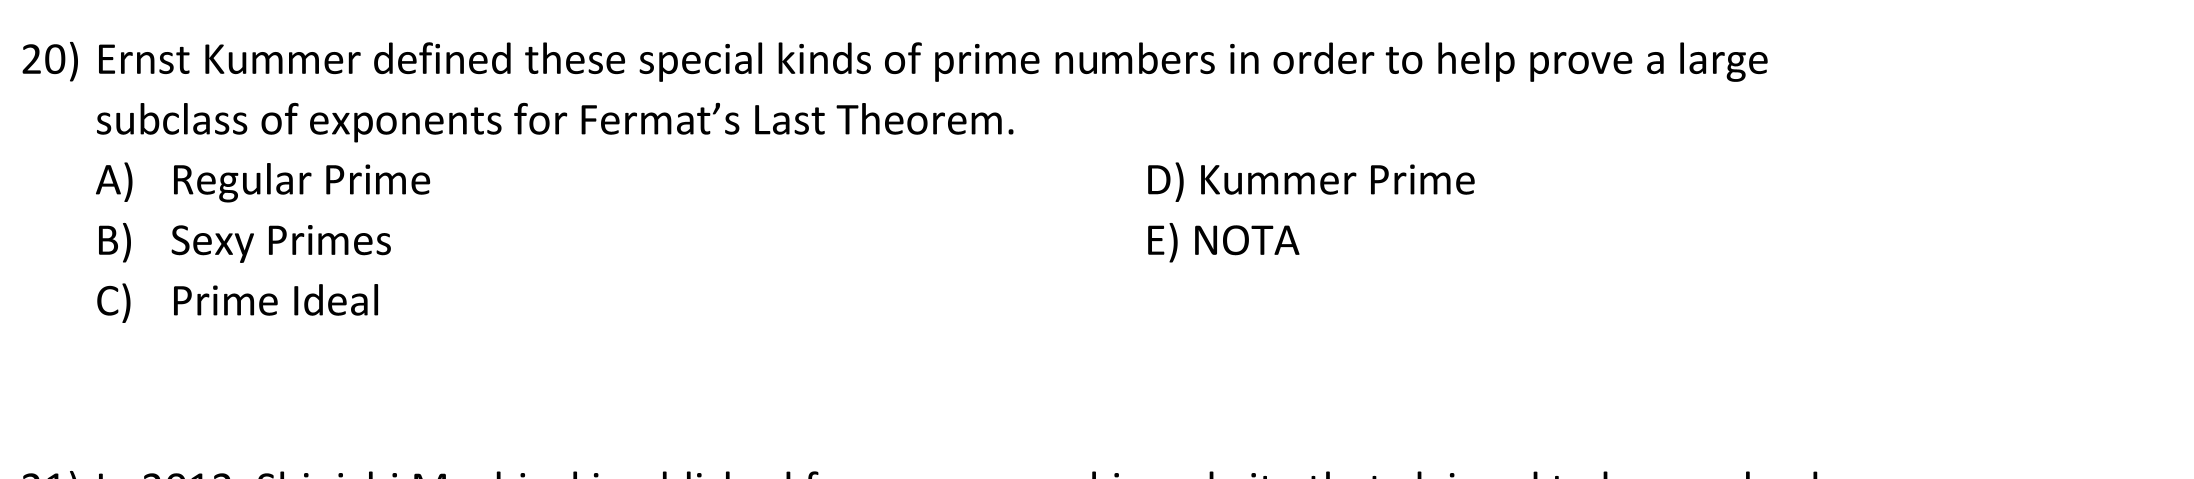 20) Ernst Kummer defined these special kinds of prime numbers in order to help prove a large
subclass of exponents for Fermat’s Last Theorem.
A) Regular Prime
D) Kummer Prime
B) Sexy Primes
E) NOTA
C) Prime Ideal